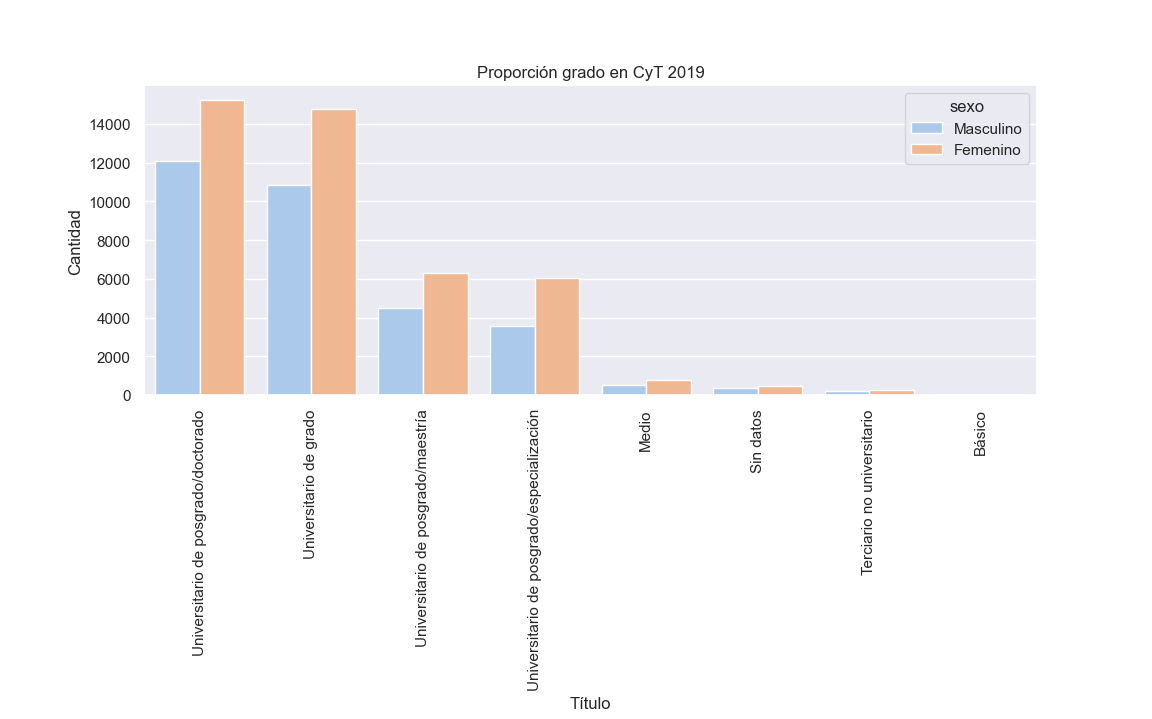 Proporción grado en CyT 2019
sexo
Masculino
Femenino
Cantidad
14000
12000
10000
8000
6000
4000
2000
0
Universitario de posgrado/doctorado
Universitario de grado
Universitario de posgrado/maestría
Universitario de posgrado/especialización
Medio
Sin datos
Terciario no universitario
Básico
Título